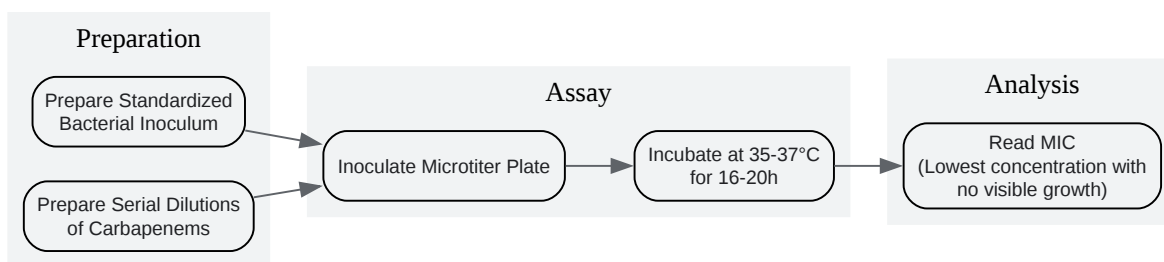 Preparation
Prepare Standardized
Bacterial Inoculum
Prepare Serial Dilutions
of Carbapenems
Assay
Inoculate Microtiter Plate
Incubate at 35-37°C
for 16-20h
Analysis
Read MIC
(Lowest concentration with
no visible growth)